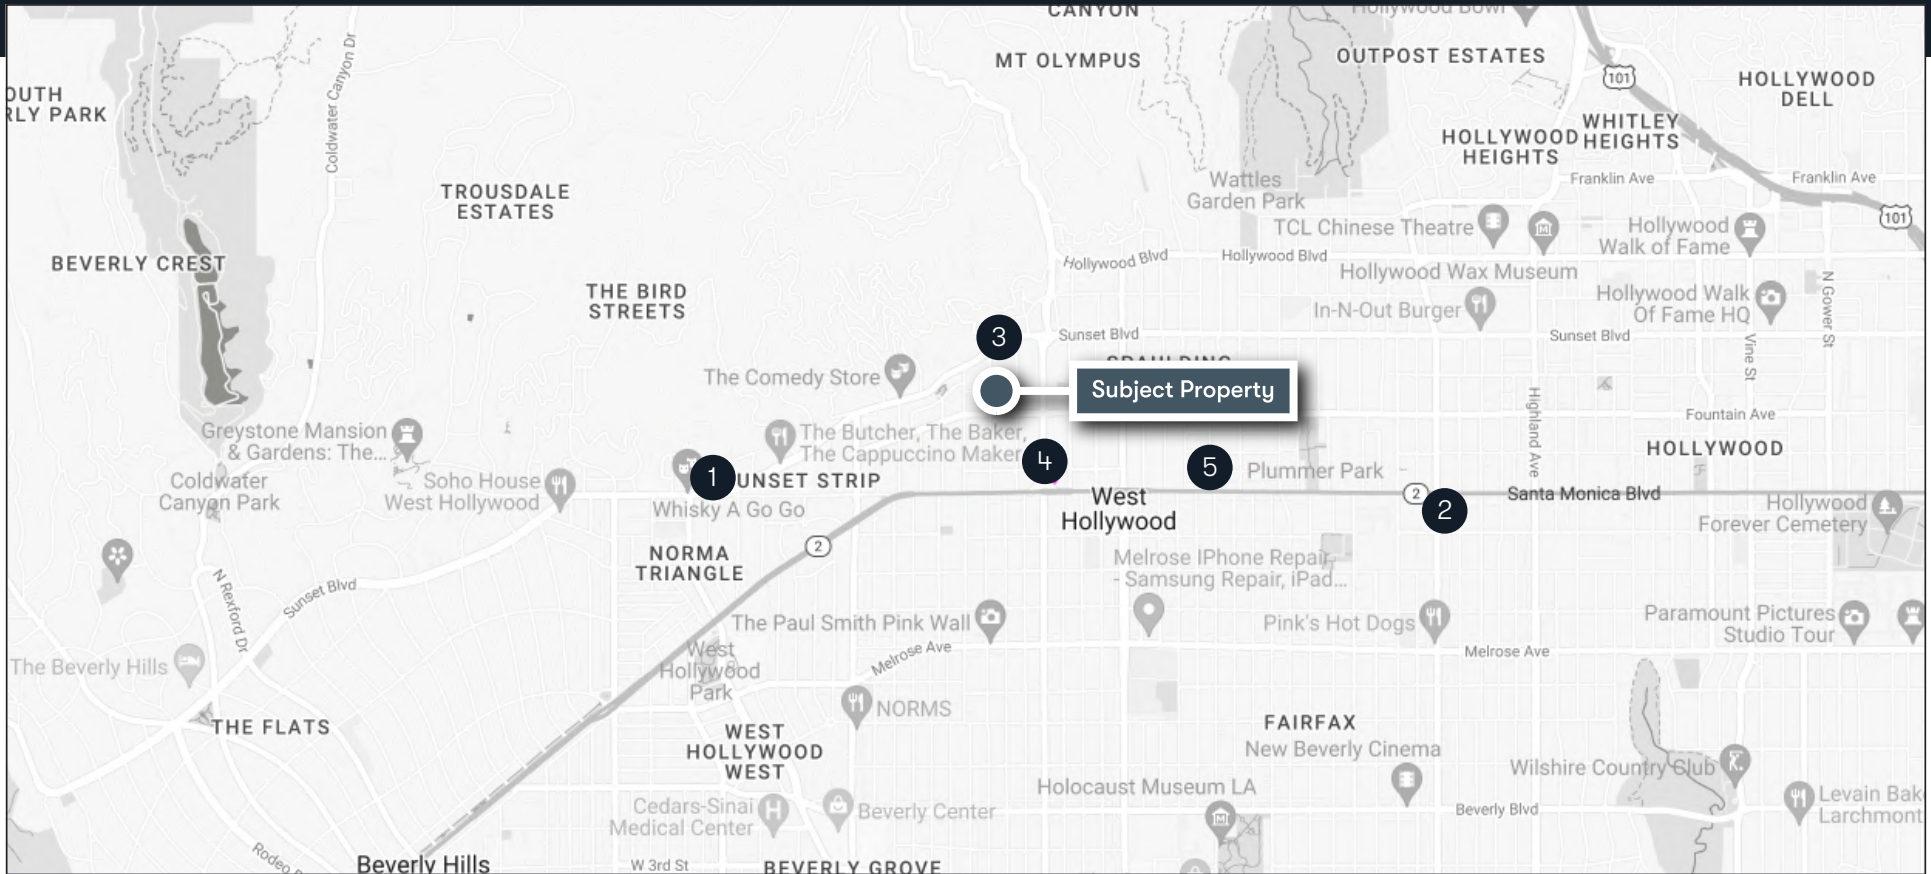 CANYON
Hollywood Bowl
MT OLYMPUS
OUTPOST ESTATES
101
HOLLYWOOD
DELL
OUTH
RLY PARK
Coldwater Canyon Dr
WHITLEY
HEIGHTS
HOLLYWOOD
HEIGHTS
TROUSDALE
ESTATES
Wattles
Garden Park
Franklin Ave
Franklin Ave
101
TCL Chinese Theatre
Hollywood
Walk of Fame
BEVERLY CREST
Hollywood Blvd
Hollywood Blvd
Hollywood Wax Museum
THE BIRD
STREETS
In-N-Out Burger
Hollywood Walk
Of Fame HQ
N Gower St
3
Sunset Blvd
Sunset Blvd
Vine St
SPAULDING
The Comedy Store
Subject Property
Highland Ave
Fountain Ave
Greystone Mansion
& Gardens: The...
The Butcher, The Baker,
The Cappuccino Maker
4
5
Plummer Park
HOLLYWOOD
Coldwater
Canyon Park
Soho House
West Hollywood
1
UNSET STRIP
Whisky A Go Go
West
Hollywood
2
2
Santa Monica Blvd
Hollywood
Forever Cemetery
NORMA
TRIANGLE
2
Melrose IPhone Repair,
- Samsung Repair, iPad...
N Rexford Dr
Sunset Blvd
The Paul Smith Pink Wall
Pink's Hot Dogs
Paramount Pictures
Studio Tour
The Beverly Hills
West
Hollywood
Park
Melrose Ave
Melrose Ave
THE FLATS
NORMS
WEST
HOLLYWOOD
WEST
FAIRFAX
New Beverly Cinema
Wilshire Country Club
Holocaust Museum LA
Cedars-Sinai
Medical Center
Beverly Center
Beverly Blvd
Levain Bak
Larchmont
Rodeo
Beverly Hills
W 3rd St
BEVERLY GROVE